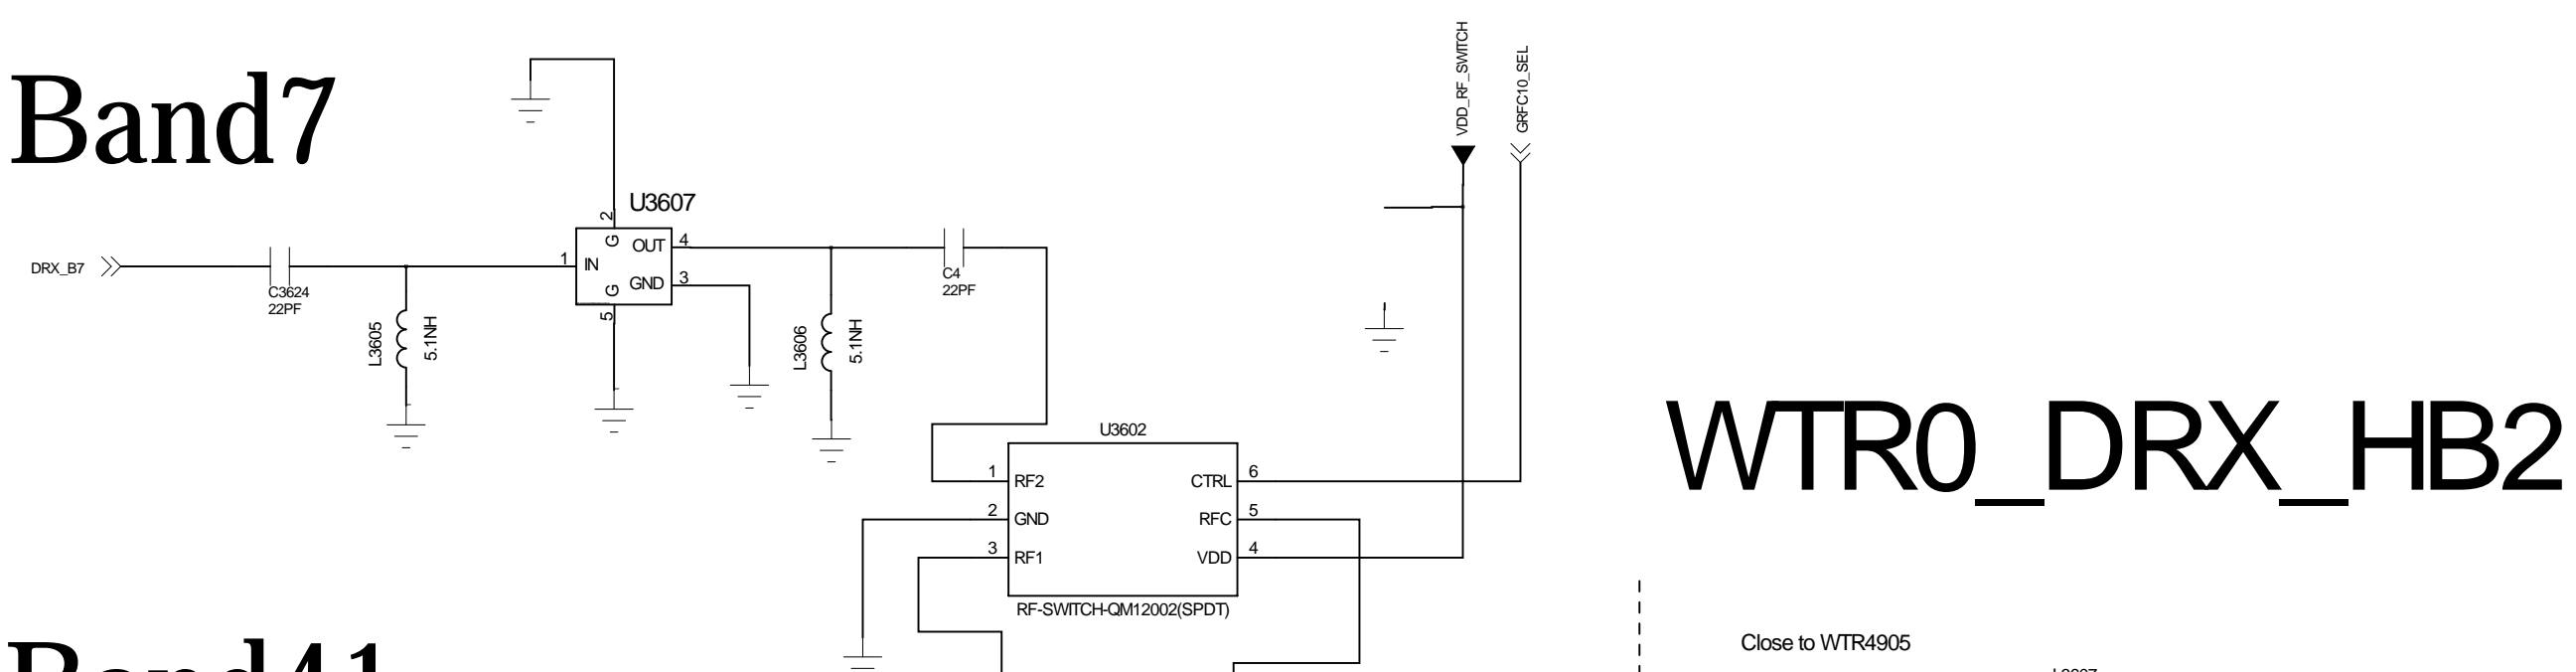 VDD_RF_SWITCH
GRFC10_SEL
Band7
U3607
2
G
OUT
4
1
IN
DRX_B7
G
GND
3
5
C3624
22PF
C4
22PF
L3605
5.1NH
L3606
5.1NH
U3602
1
RF2
CTRL
6
2
GND
RFC
5
3
RF1
VDD
4
RF-SWITCH-QM12002(SPDT)
WTR0_DRX_HB2
Close to WTR4905
Band41